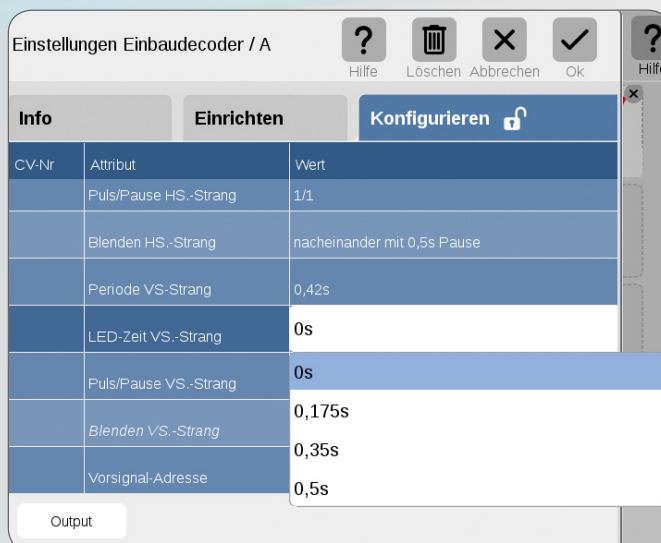 Einstellungen Einbaudecoder / A
?
Hilfe
Löschen
Abbrechen
Ok
?
Hilfe
Info
Einrichten
Konfigurieren
CV-Nr
Attribut
Wert
Puls/Pause HS.-Strang
1/1
Blenden HS.-Strang
nacheinander mit 0,5s Pause
Periode VS-Strang
0,42s
LED-Zeit VS.-Strang
0s
Puls/Pause VS.-Strang
0s
0,175s
Blenden VS.-Strang
0,35s
Vorsignal-Adresse
0,5s
Output